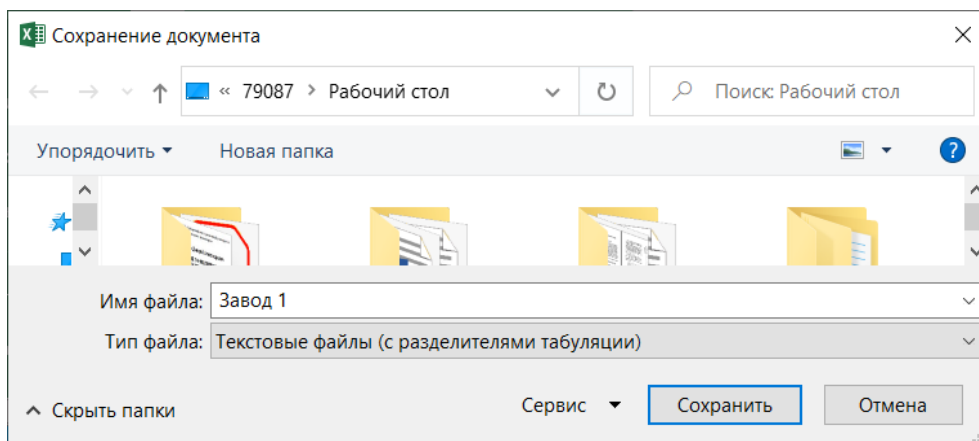 Сохранение документа
« 79087 > Рабочий стол
Поиск: Рабочий стол
Упорядочить Новая папка
?
Имя файла: Завод 1
Тип файла: Текстовые файлы (с разделителями табуляции)
Скрыть папки Сервис Сохранить Отмена